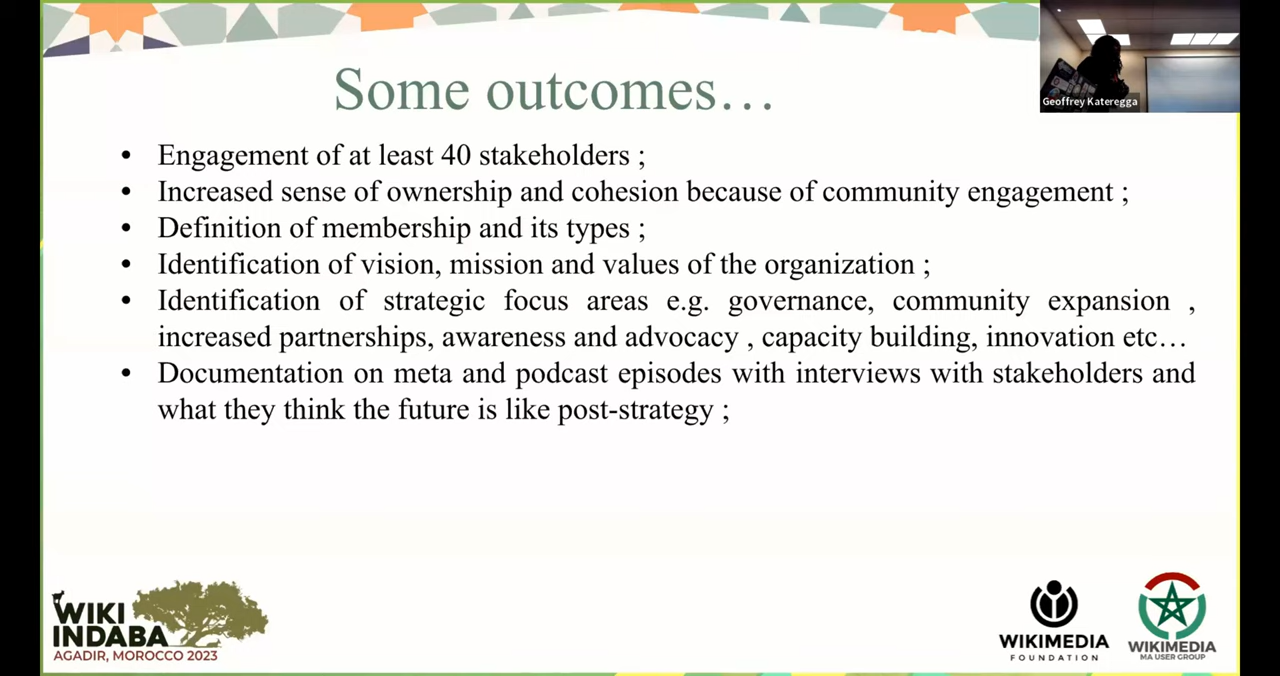 Some outcomes…
Geoffrey Kateregga
• Engagement of at least 40 stakeholders ;
• Increased sense of ownership and cohesion because of community engagement ;
• Definition of membership and its types ;
• Identification of vision, mission and values of the organization ;
• Identification of strategic focus areas e.g. governance, community expansion ,
increased partnerships, awareness and advocacy , capacity building, innovation etc…
• Documentation on meta and podcast episodes with interviews with stakeholders and
what they think the future is like post-strategy ;
WIKI
INDABA
AGADIR, MOROCCO 2023
WIKIMEDIA
FOUNDATION
WIKIMEDIA
MA USER GROUP